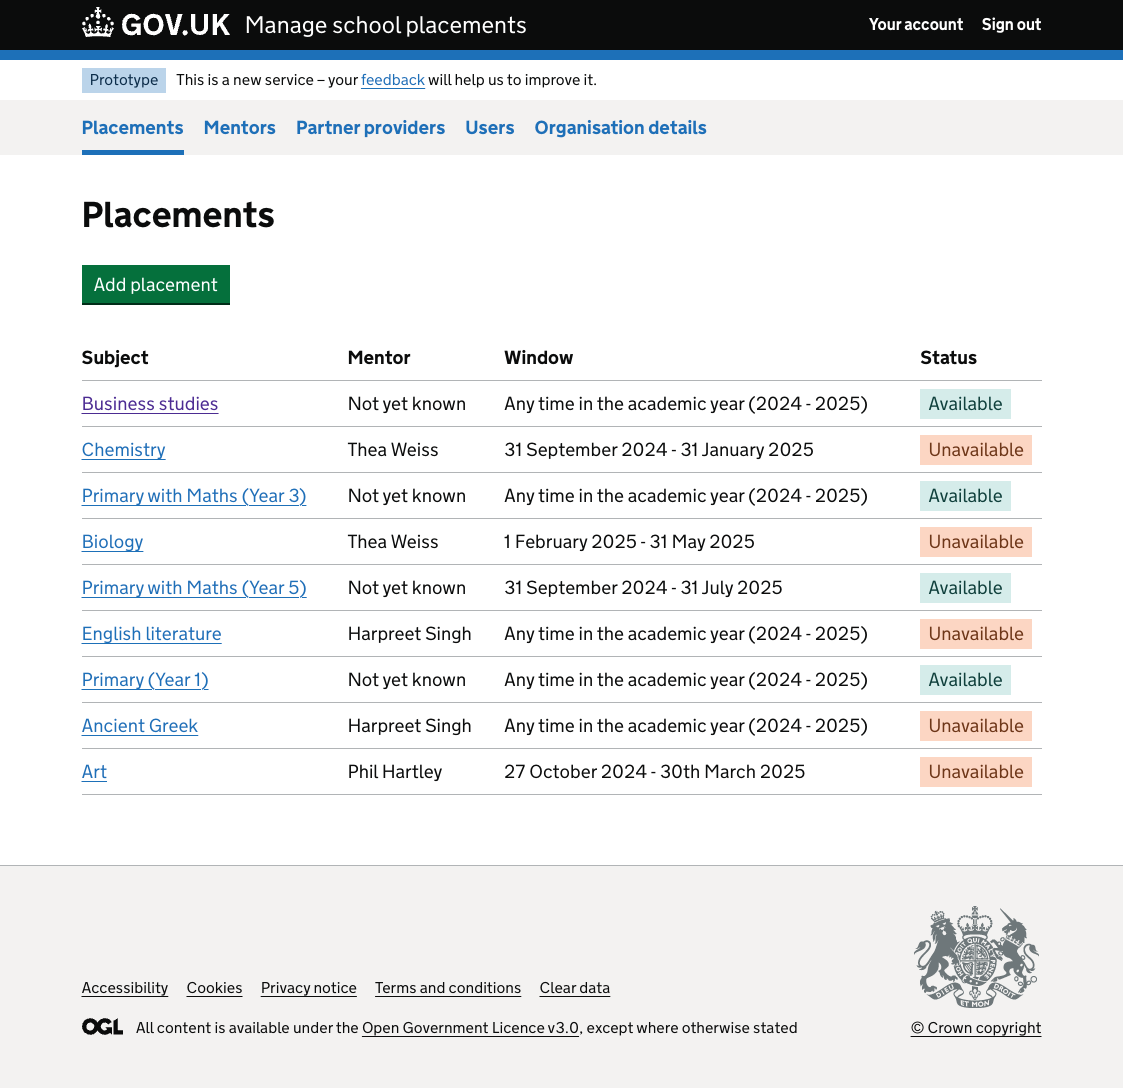 GOV.UK Manage school placements Your account Sign out
Prototype This is a new service – your feedback will help us to improve it.
Placements Mentors Partner providers Users Organisation details
Placements
Add placement
Subject Mentor Window Status
Business studies Not yet known Any time in the academic year (2024 - 2025) Available
Chemistry Thea Weiss 31 September 2024 - 31 January 2025 Unavailable
Primary with Maths (Year 3) Not yet known Any time in the academic year (2024 - 2025) Available
Biology Thea Weiss 1 February 2025 - 31 May 2025 Unavailable
Primary with Maths (Year 5) Not yet known 31 September 2024 - 31 July 2025 Available
English literature Harpreet Singh Any time in the academic year (2024 - 2025) Unavailable
Primary (Year 1) Not yet known Any time in the academic year (2024 - 2025) Available
Ancient Greek Harpreet Singh Any time in the academic year (2024 - 2025) Unavailable
Art Phil Hartley 27 October 2024 - 30th March 2025 Unavailable
DIEU ET MON DROIT
Accessibility Cookies Privacy notice Terms and conditions Clear data
OGL All content is available under the Open Government Licence v3.0, except where otherwise stated © Crown copyright